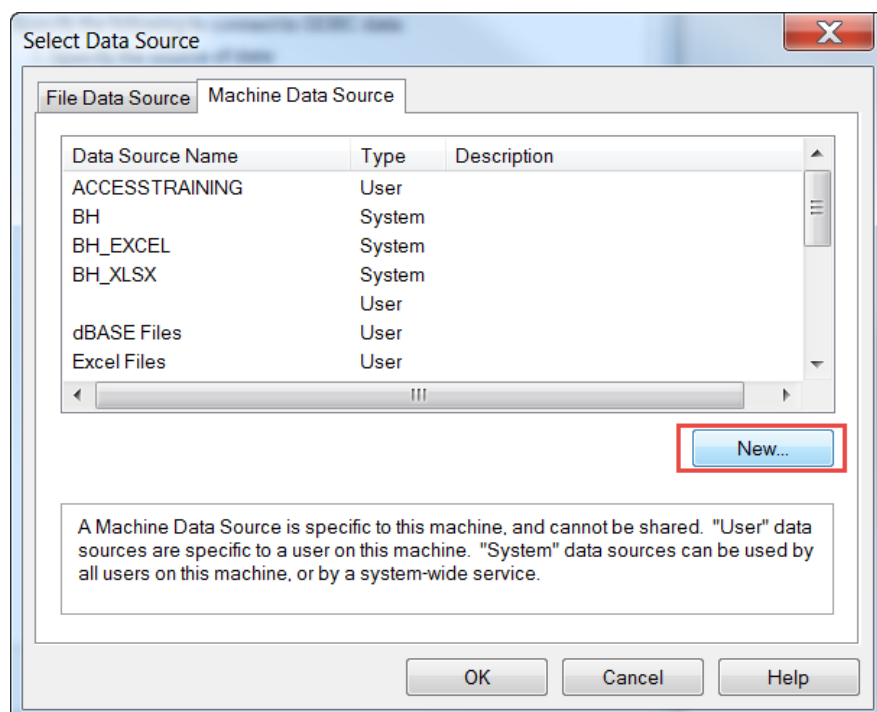 Select Data Source
File Data Source Machine Data Source
Data Source Name Type Description
ACCESSTRAINING User
BH System
BH_EXCEL System
BH_XLSX System
User
dBASE Files User
Excel Files User
New...
A Machine Data Source is specific to this machine, and cannot be shared. "User" data
sources are specific to a user on this machine. "System" data sources can be used by
all users on this machine, or by a system-wide service.
OK Cancel Help